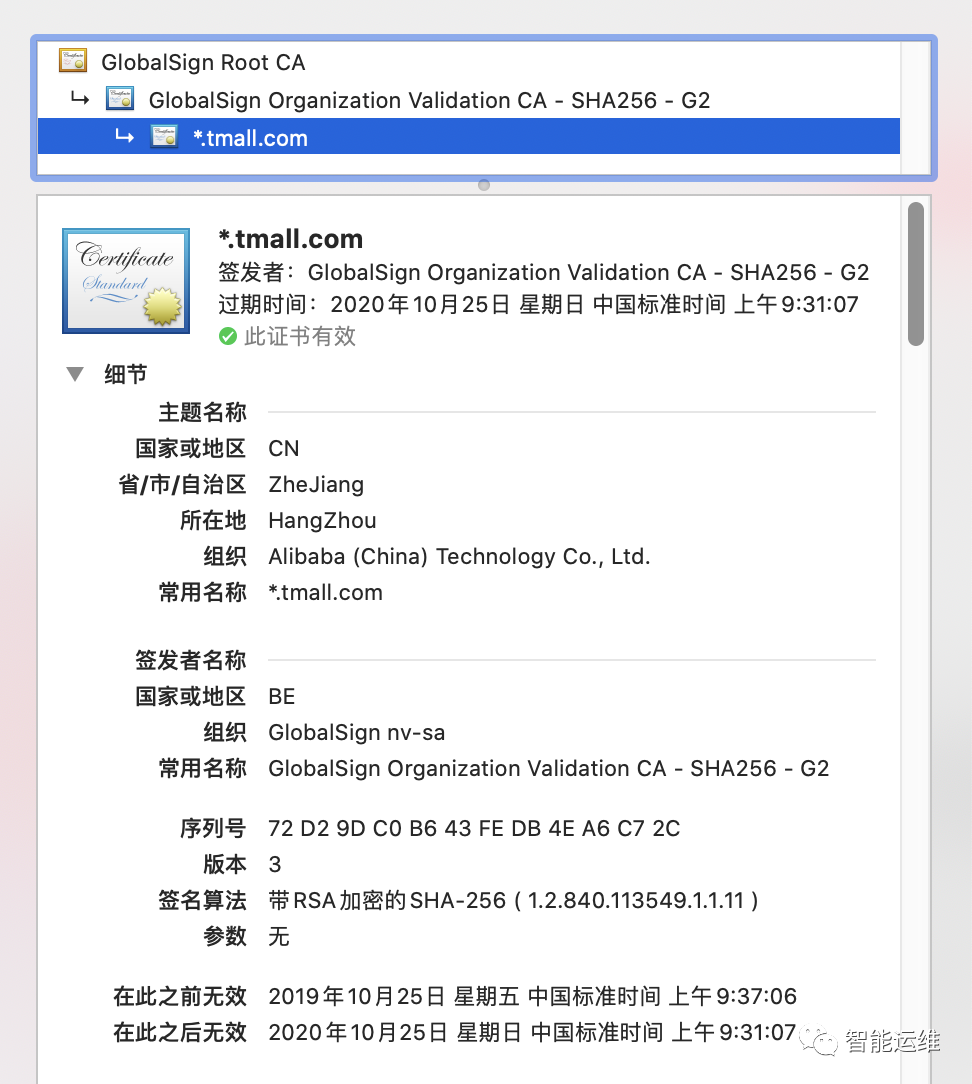 GlobalSign Root CA
GlobalSign Organization Validation CA - SHA256 - G2
*.tmall.com
Certificate
Standard
*.tmall.com
签发者：GlobalSign Organization Validation CA - SHA256 - G2
过期时间：2020年10月25日 星期日 中国标准时间 上午9:31:07
此证书有效
细节
主题名称
国家或地区 CN
省/市/自治区 ZheJiang
所在地 HangZhou
组织 Alibaba (China) Technology Co., Ltd.
常用名称 *.tmall.com
签发者名称
国家或地区 BE
组织 GlobalSign nv-sa
常用名称 GlobalSign Organization Validation CA - SHA256 - G2
序列号 72 D2 9D C0 B6 43 FE DB 4E A6 C7 2C
版本 3
签名算法 带RSA加密的SHA-256 ( 1.2.840.113549.1.1.11 )
参数 无
在此之前无效 2019年10月25日 星期五 中国标准时间 上午9:37:06
在此之后无效 2020年10月25日 星期日 中国标准时间 上午9:31:07
智能运维